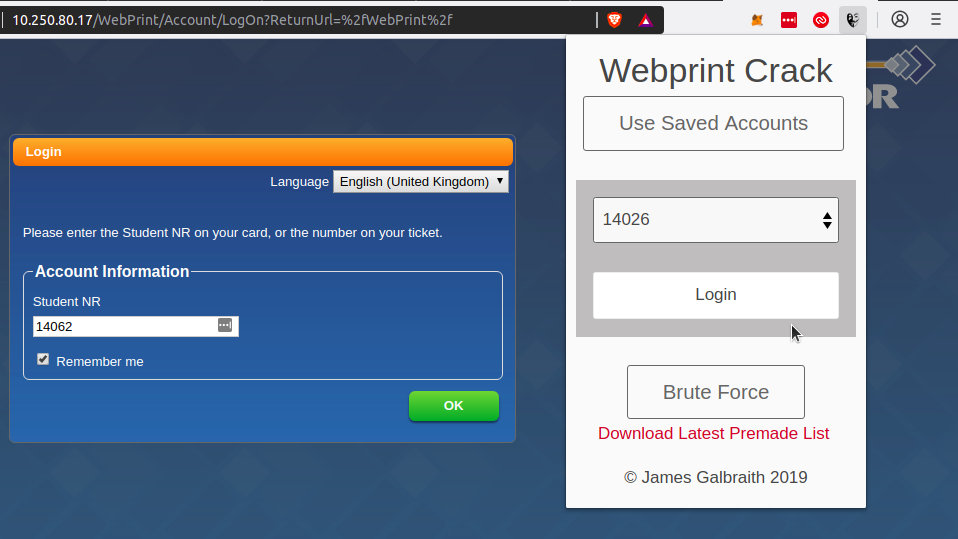 10.250.80.17/WebPrint/Account/LogOn?ReturnUrl=%2fWebPrint%2f
Login
Language English (United Kingdom)
Please enter the Student NR on your card, or the number on your ticket.
Account Information
Student NR
14062
Remember me
OK
Webprint Crack
Use Saved Accounts
14026
Login
Brute Force
Download Latest Premade List
© James Galbraith 2019